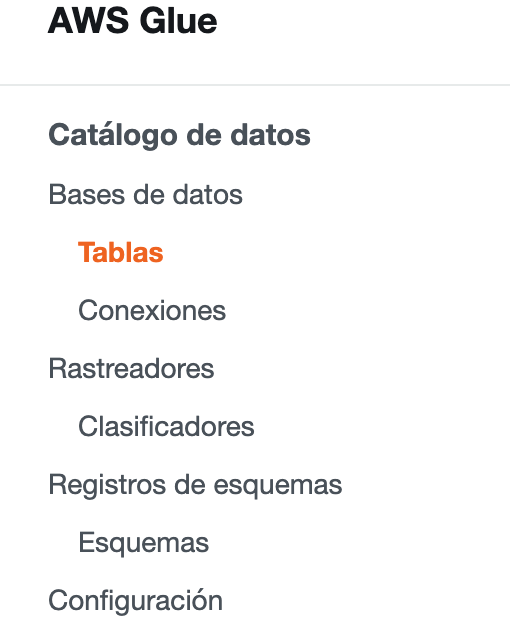 AWS Glue
Catálogo de datos
Bases de datos
Tablas
Conexiones
Rastreadores
Clasificadores
Registros de esquemas
Esquemas
Configuración